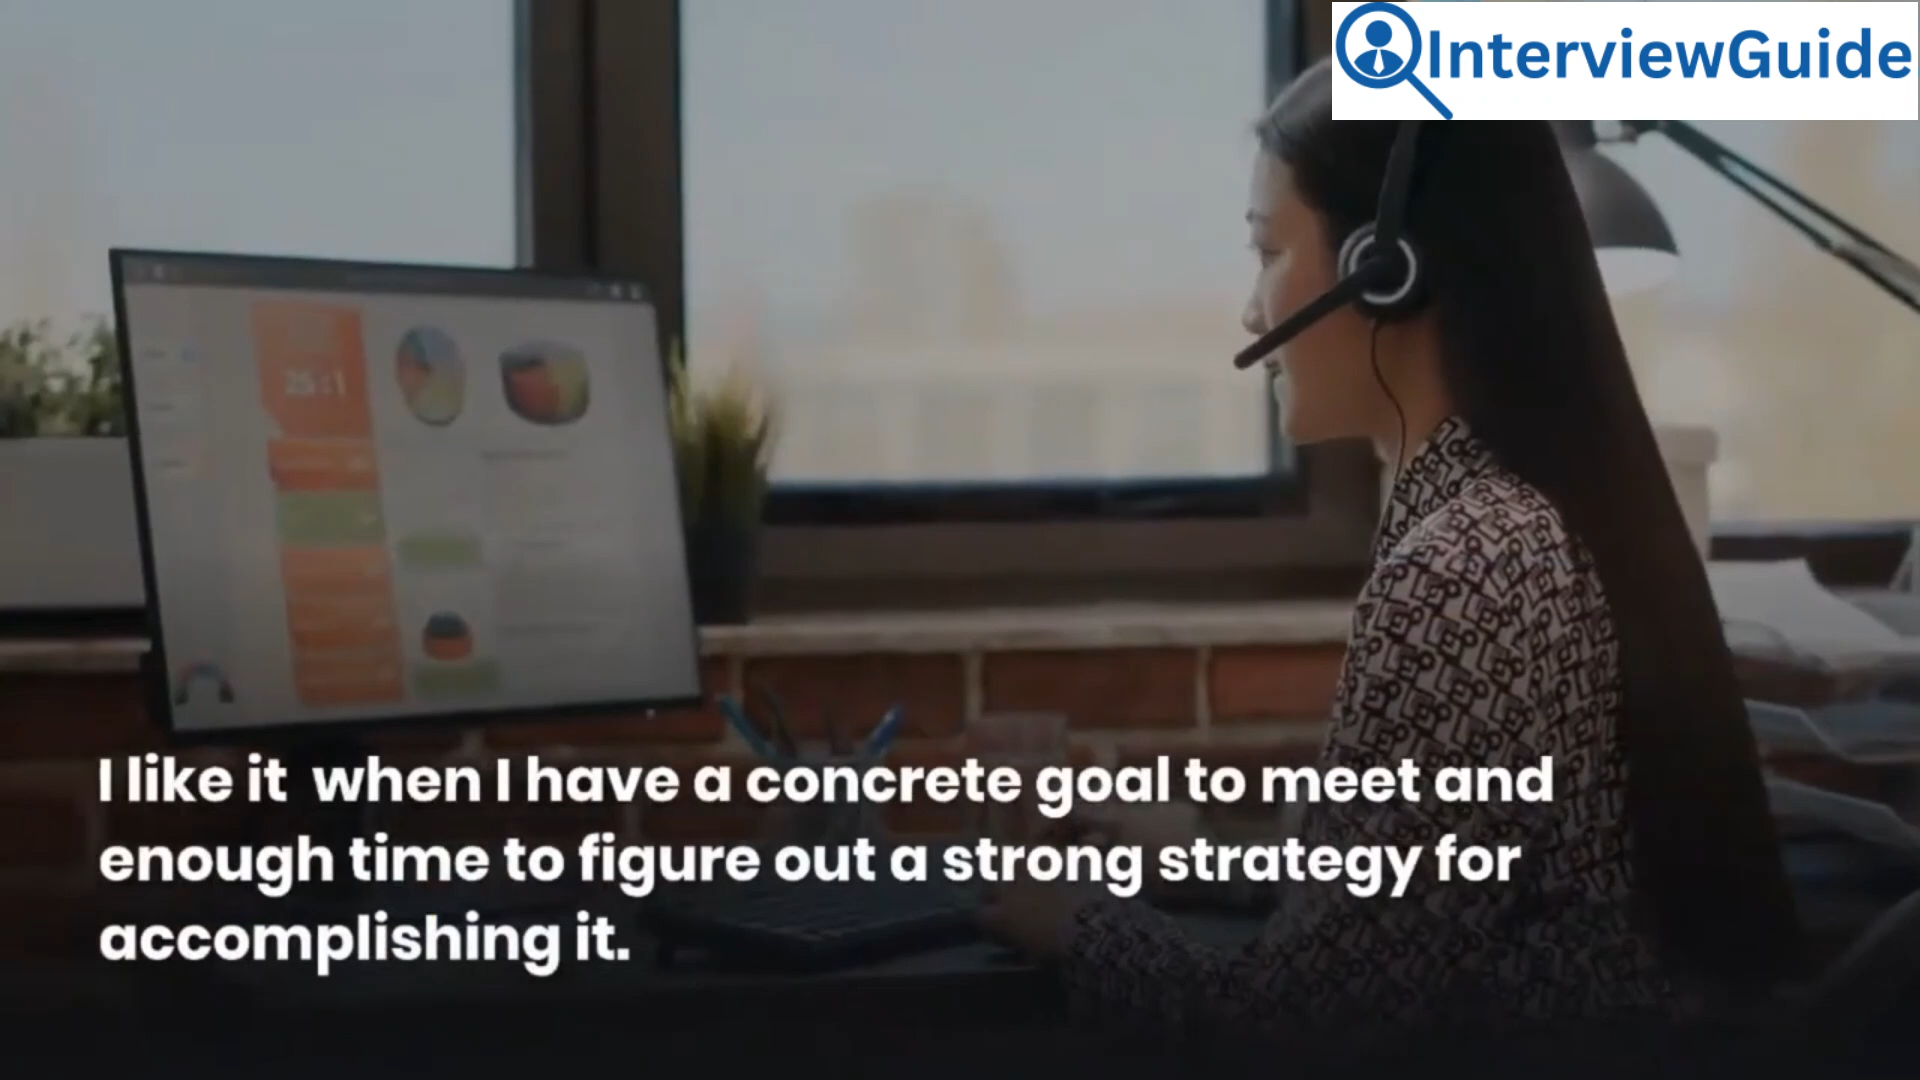 InterviewGuide
I like it  when I have a concrete goal to meet and
enough time to figure out a strong strategy for
accomplishing it.